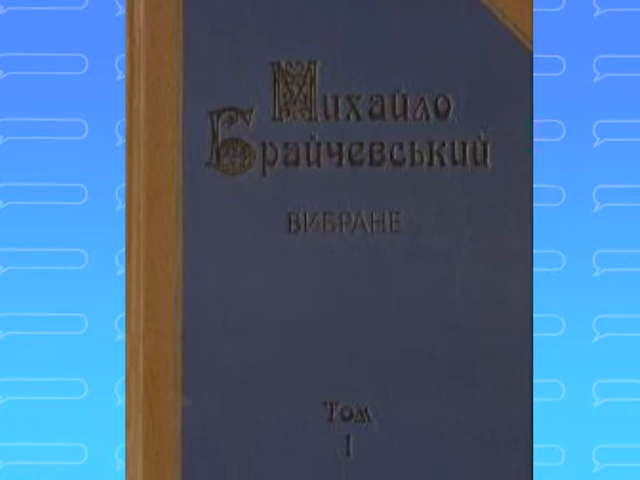 Михайло
Брайчевський
ВИБРАНЕ
Том
I